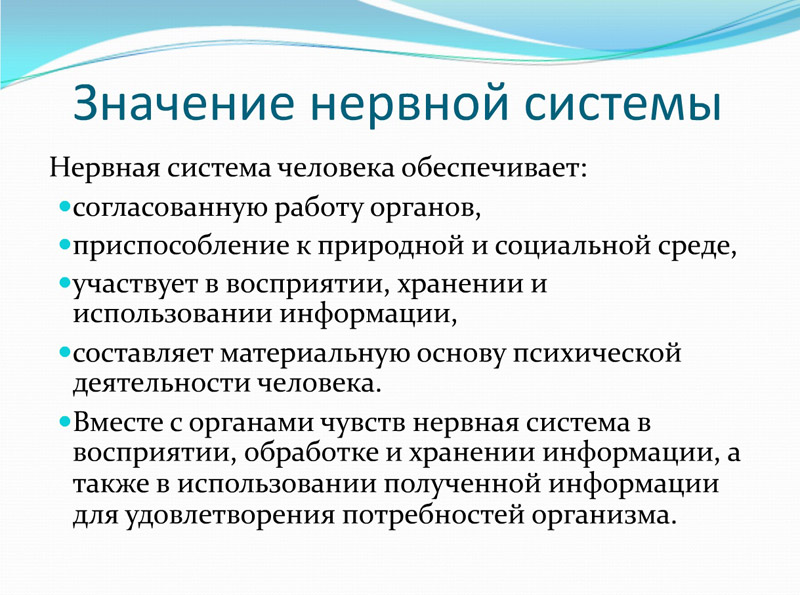 Значение нервной системы
Нервная система человека обеспечивает:
•согласованную работу органов,
•приспособление к природной и социальной среде,
•участвует в восприятии, хранении и
использовании информации,
•составляет материальную основу психической
деятельности человека.
•Вместе с органами чувств нервная система в
восприятии, обработке и хранении информации, а
также в использовании полученной информации
для удовлетворения потребностей организма.